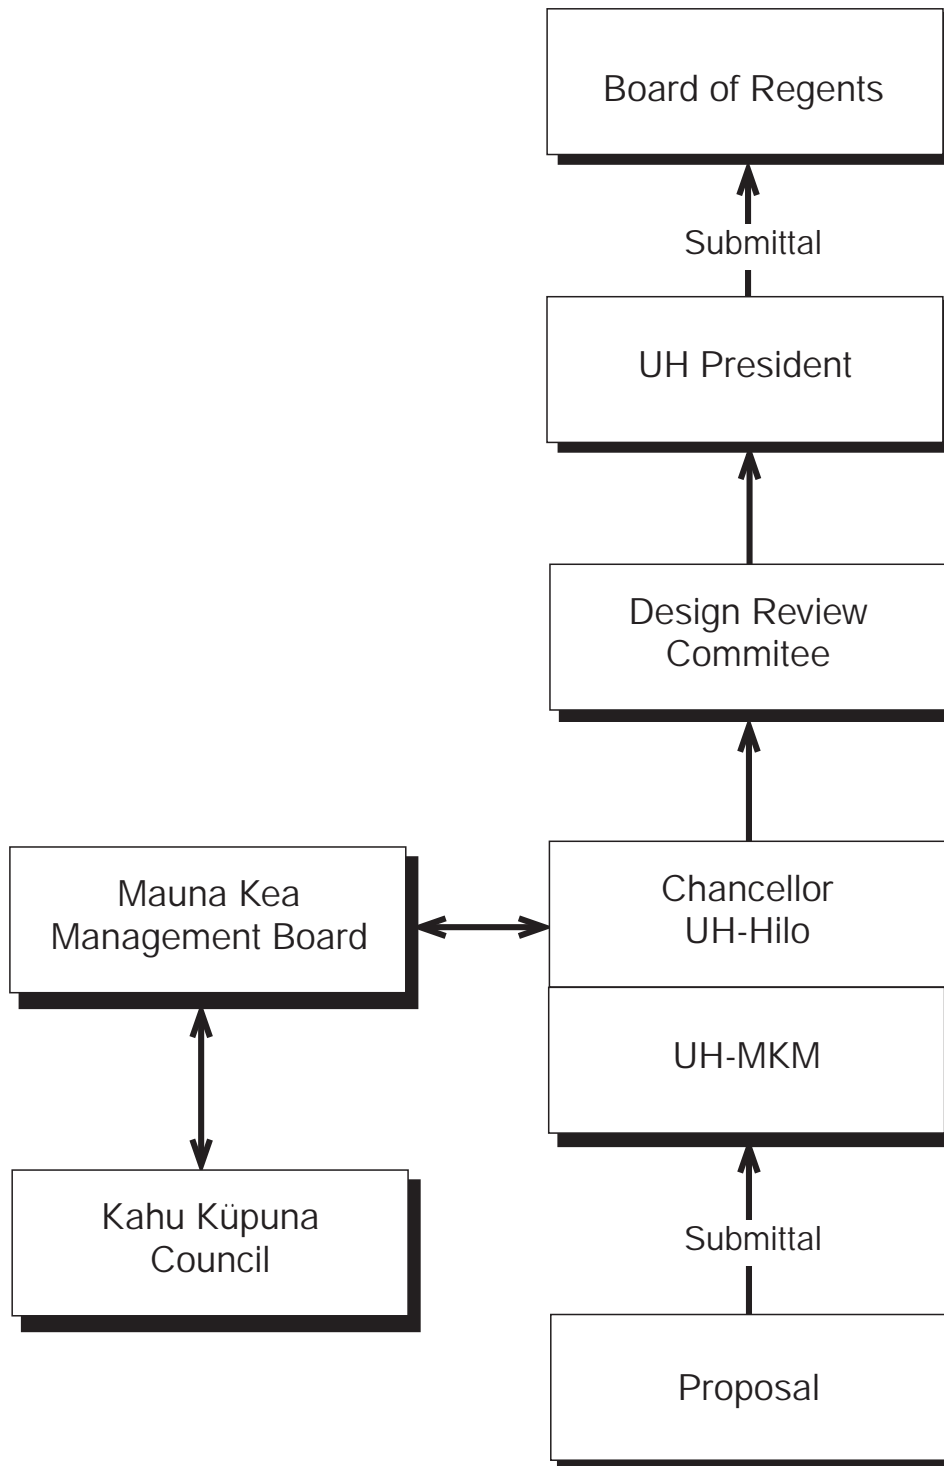 Board of Regents
Submittal
UH President
Design Review
Commitee
Mauna Kea
Management Board
Chancellor
UH-Hilo
UH-MKM
Kahu Küpuna
Council
Submittal
Proposal